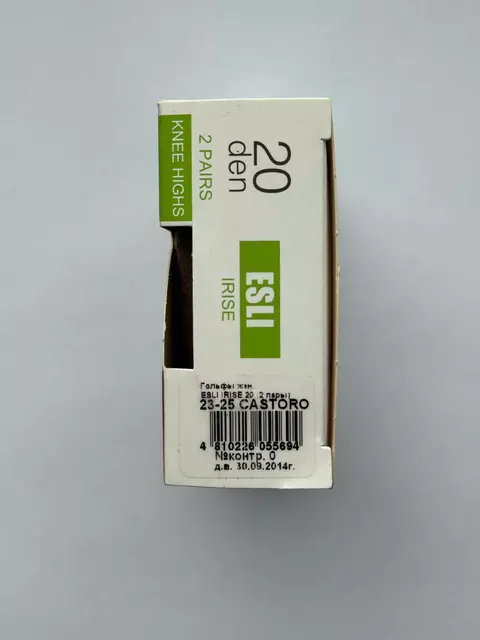 20
den
2 PAIRS
KNEE HIGHS
ESLI
IRISE
Гольфы жен
ESLI IRISE 20 (2 пары)
23-25 CASTORO
4 810226 055694
№контр. 0
д.в. 30.09.2014г.